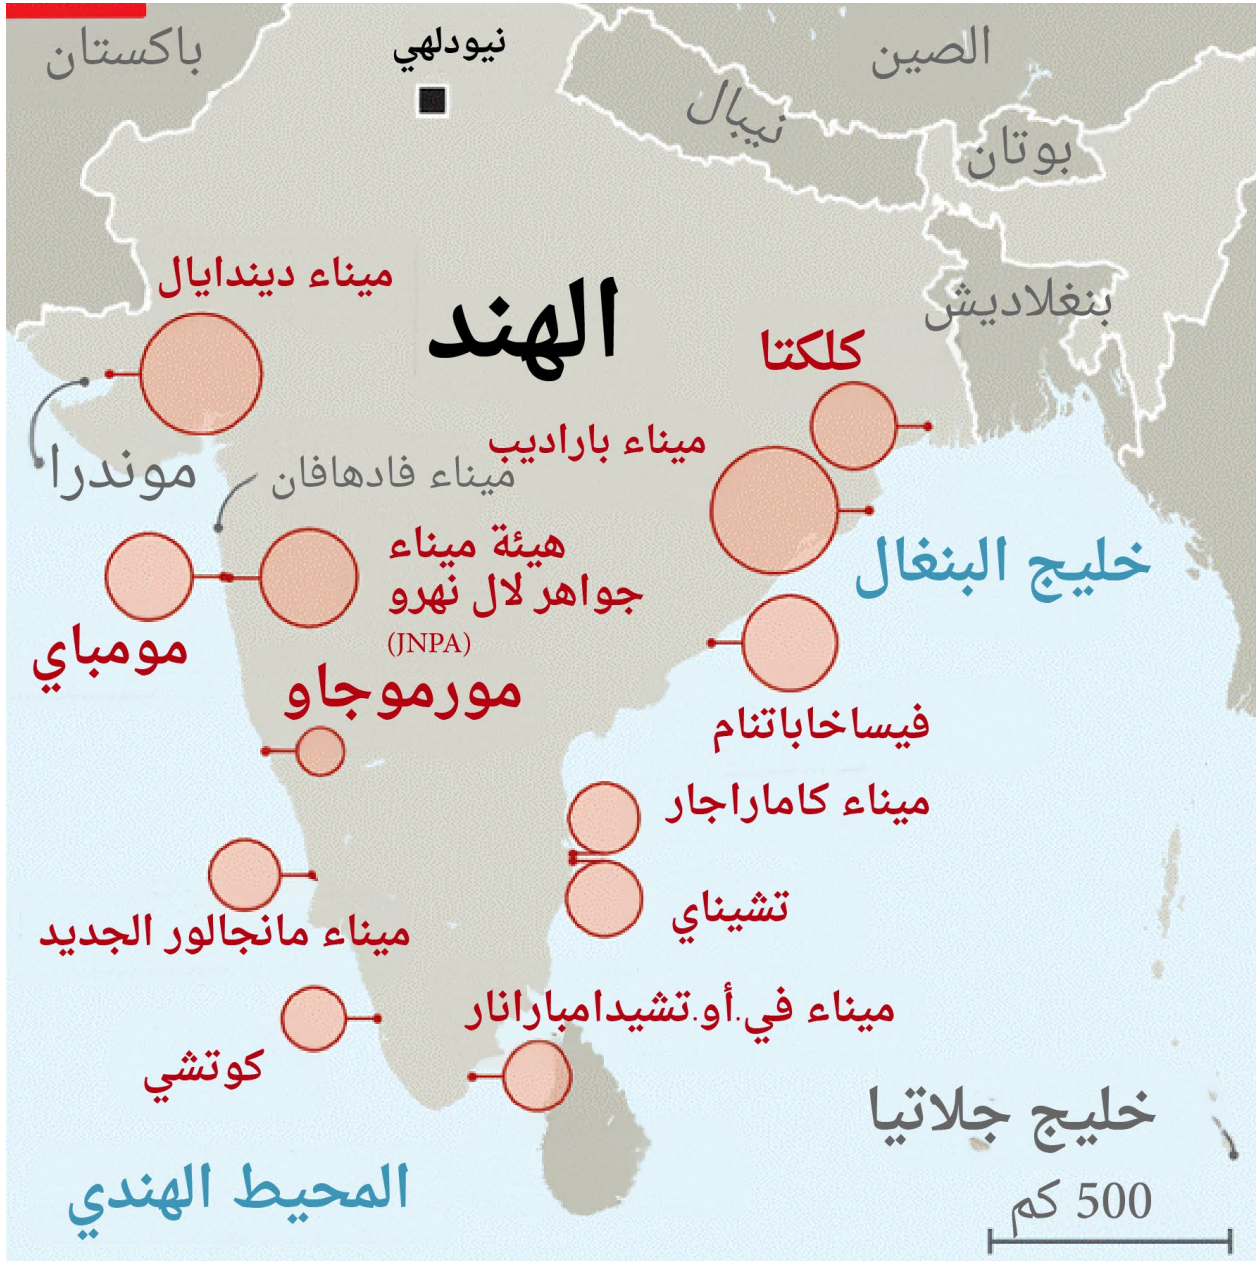 باكستان
نيودلهي
الصين
نيبال
بوتان
ميناء ديندايال
الهند
بنغلاديش
كلكتا
ميناء باراديب
موندرا
ميناء فادهافان
هيئة ميناء
جواهر لال نهرو
(JNPA)
خليج البنغال
مومباي
مورموجاو
فيساخاباتنام
ميناء كاماراجار
تشيناي
ميناء مانجالور الجديد
ميناء في.أو.تشيدامبارانار
كوتشي
خليج جلاتيا
المحيط الهندي
500 كم